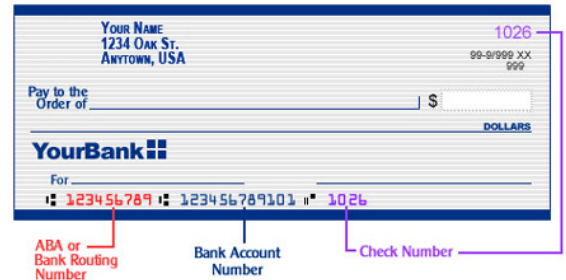 YOUR NAME
1234 OAK ST.
ANYTOWN, USA
1026
99-9/999 XX
999
Pay to the
Order of
$
DOLLARS
YourBank
For
⑆ 123456789 ⑆ 123456789101 ⑈ 1026
ABA or
Bank Routing
Number
Bank Account
Number
Check Number